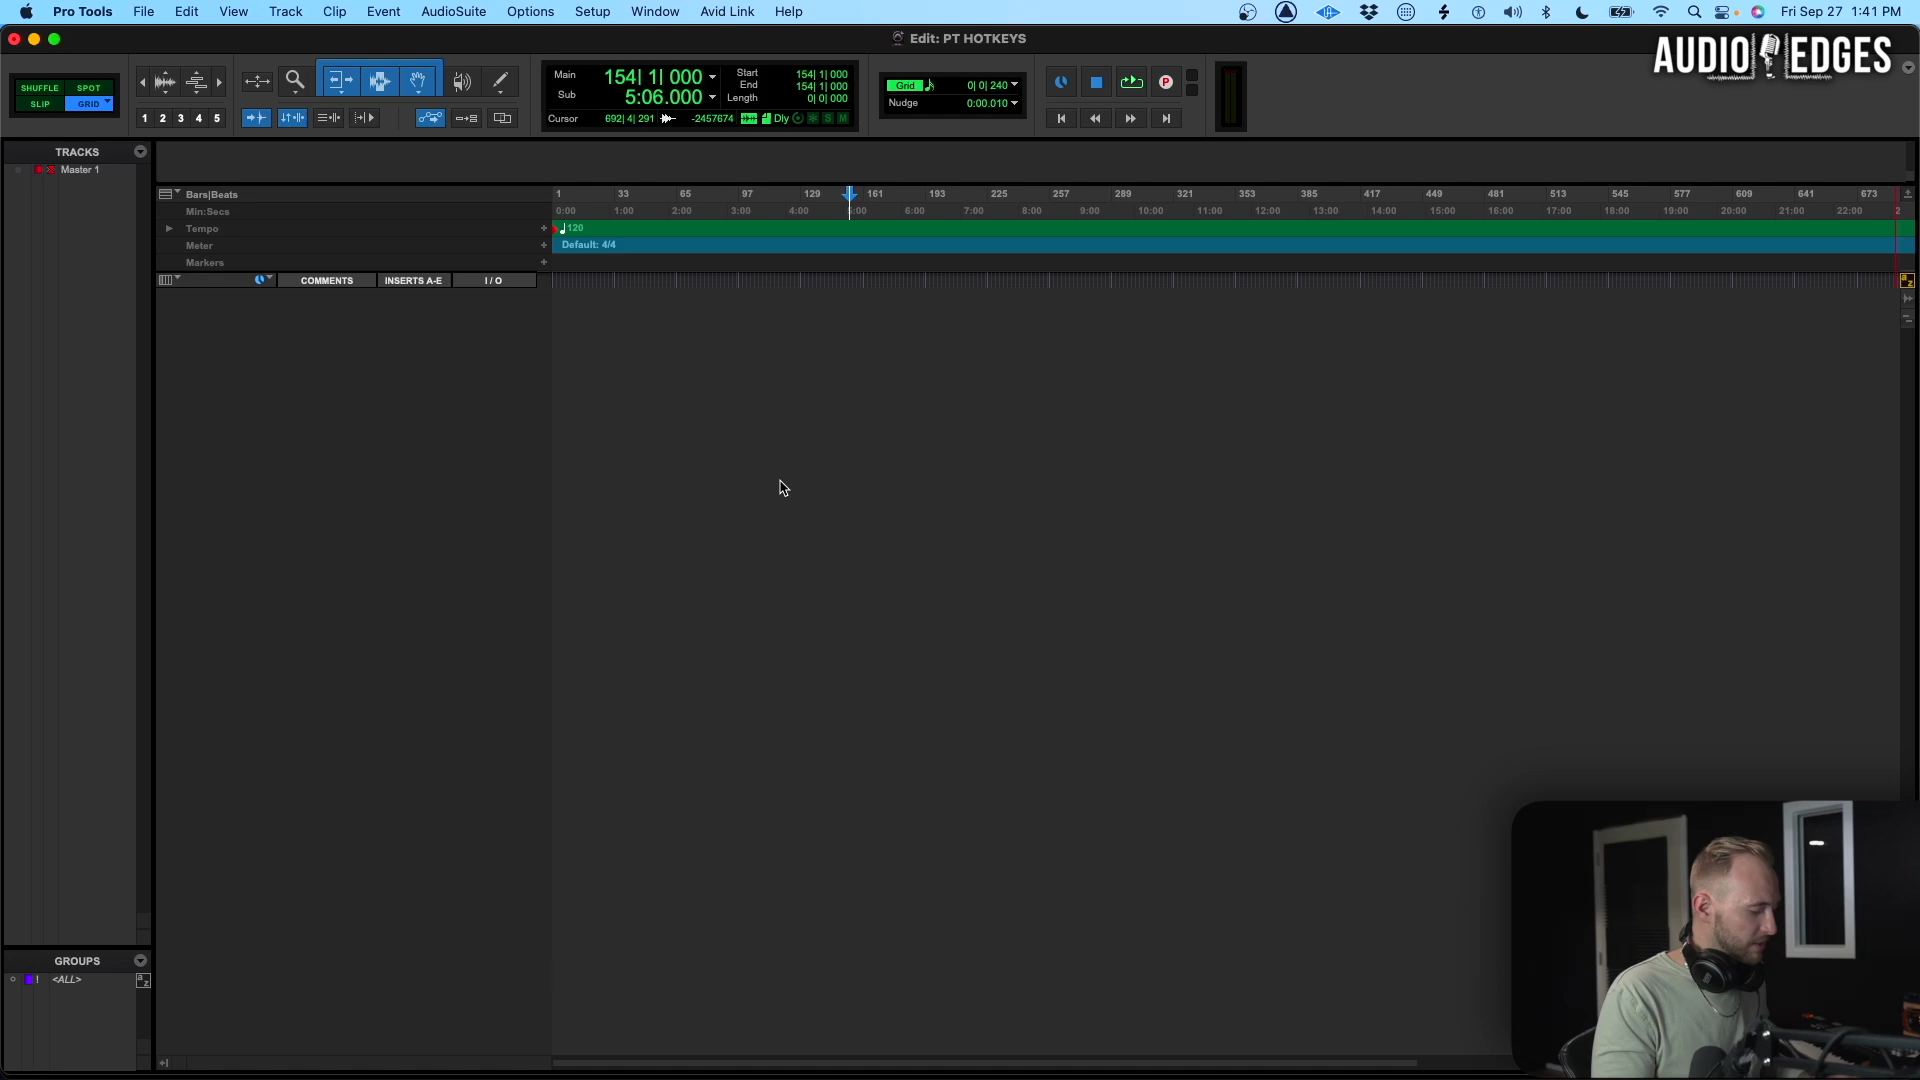 Pro Tools File Edit View Track Clip Event AudioSuite Options Setup Window Avid Link Help Fri Sep 27 1:41 PM
Edit: PT HOTKEYS
AUDIO EDGES
SHUFFLE SPOT
SLIP GRID
1 2 3 4 5
Main 154| 1| 000
Sub 5:06.000
Start 154| 1| 000
End 154| 1| 000
Length 0| 0| 000
Cursor 692| 4| 291 -2457674 Dly S M
Grid 0| 0| 240
Nudge 0:00.010
P
TRACKS
Master 1
Bars|Beats 1 33 65 97 129 161 193 225 257 289 321 353 385 417 449 481 513 545 577 609 641 673
Min:Secs 0:00 1:00 2:00 3:00 4:00 5:00 6:00 7:00 8:00 9:00 10:00 11:00 12:00 13:00 14:00 15:00 16:00 17:00 18:00 19:00 20:00 21:00 22:00 2
Tempo + 120
Meter + Default: 4/4
Markers +
COMMENTS INSERTS A-E I / O
a z
GROUPS
! <ALL>
a z